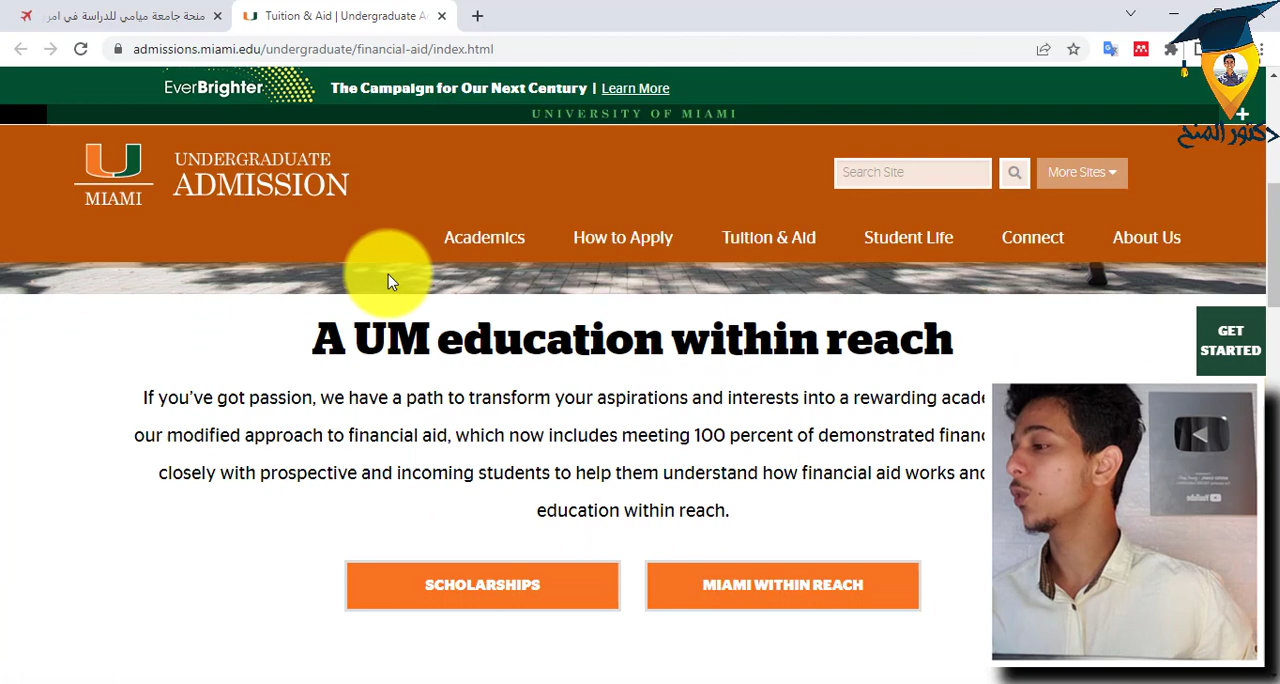 منحة جامعة ميامي للدراسة في امر
Tuition & Aid | Undergraduate A
admissions.miami.edu/undergraduate/financial-aid/index.html
EverBrighter
The Campaign for Our Next Century | Learn More
UNIVERSITY OF MIAMI
U
MIAMI
UNDERGRADUATE
ADMISSION
Search Site
More Sites
دكتور المنح
Academics
How to Apply
Tuition & Aid
Student Life
Connect
About Us
A UM education within reach
GET
STARTED
If you’ve got passion, we have a path to transform your aspirations and interests into a rewarding acade
our modified approach to financial aid, which now includes meeting 100 percent of demonstrated financ
closely with prospective and incoming students to help them understand how financial aid works and
education within reach.
SCHOLARSHIPS
MIAMI WITHIN REACH